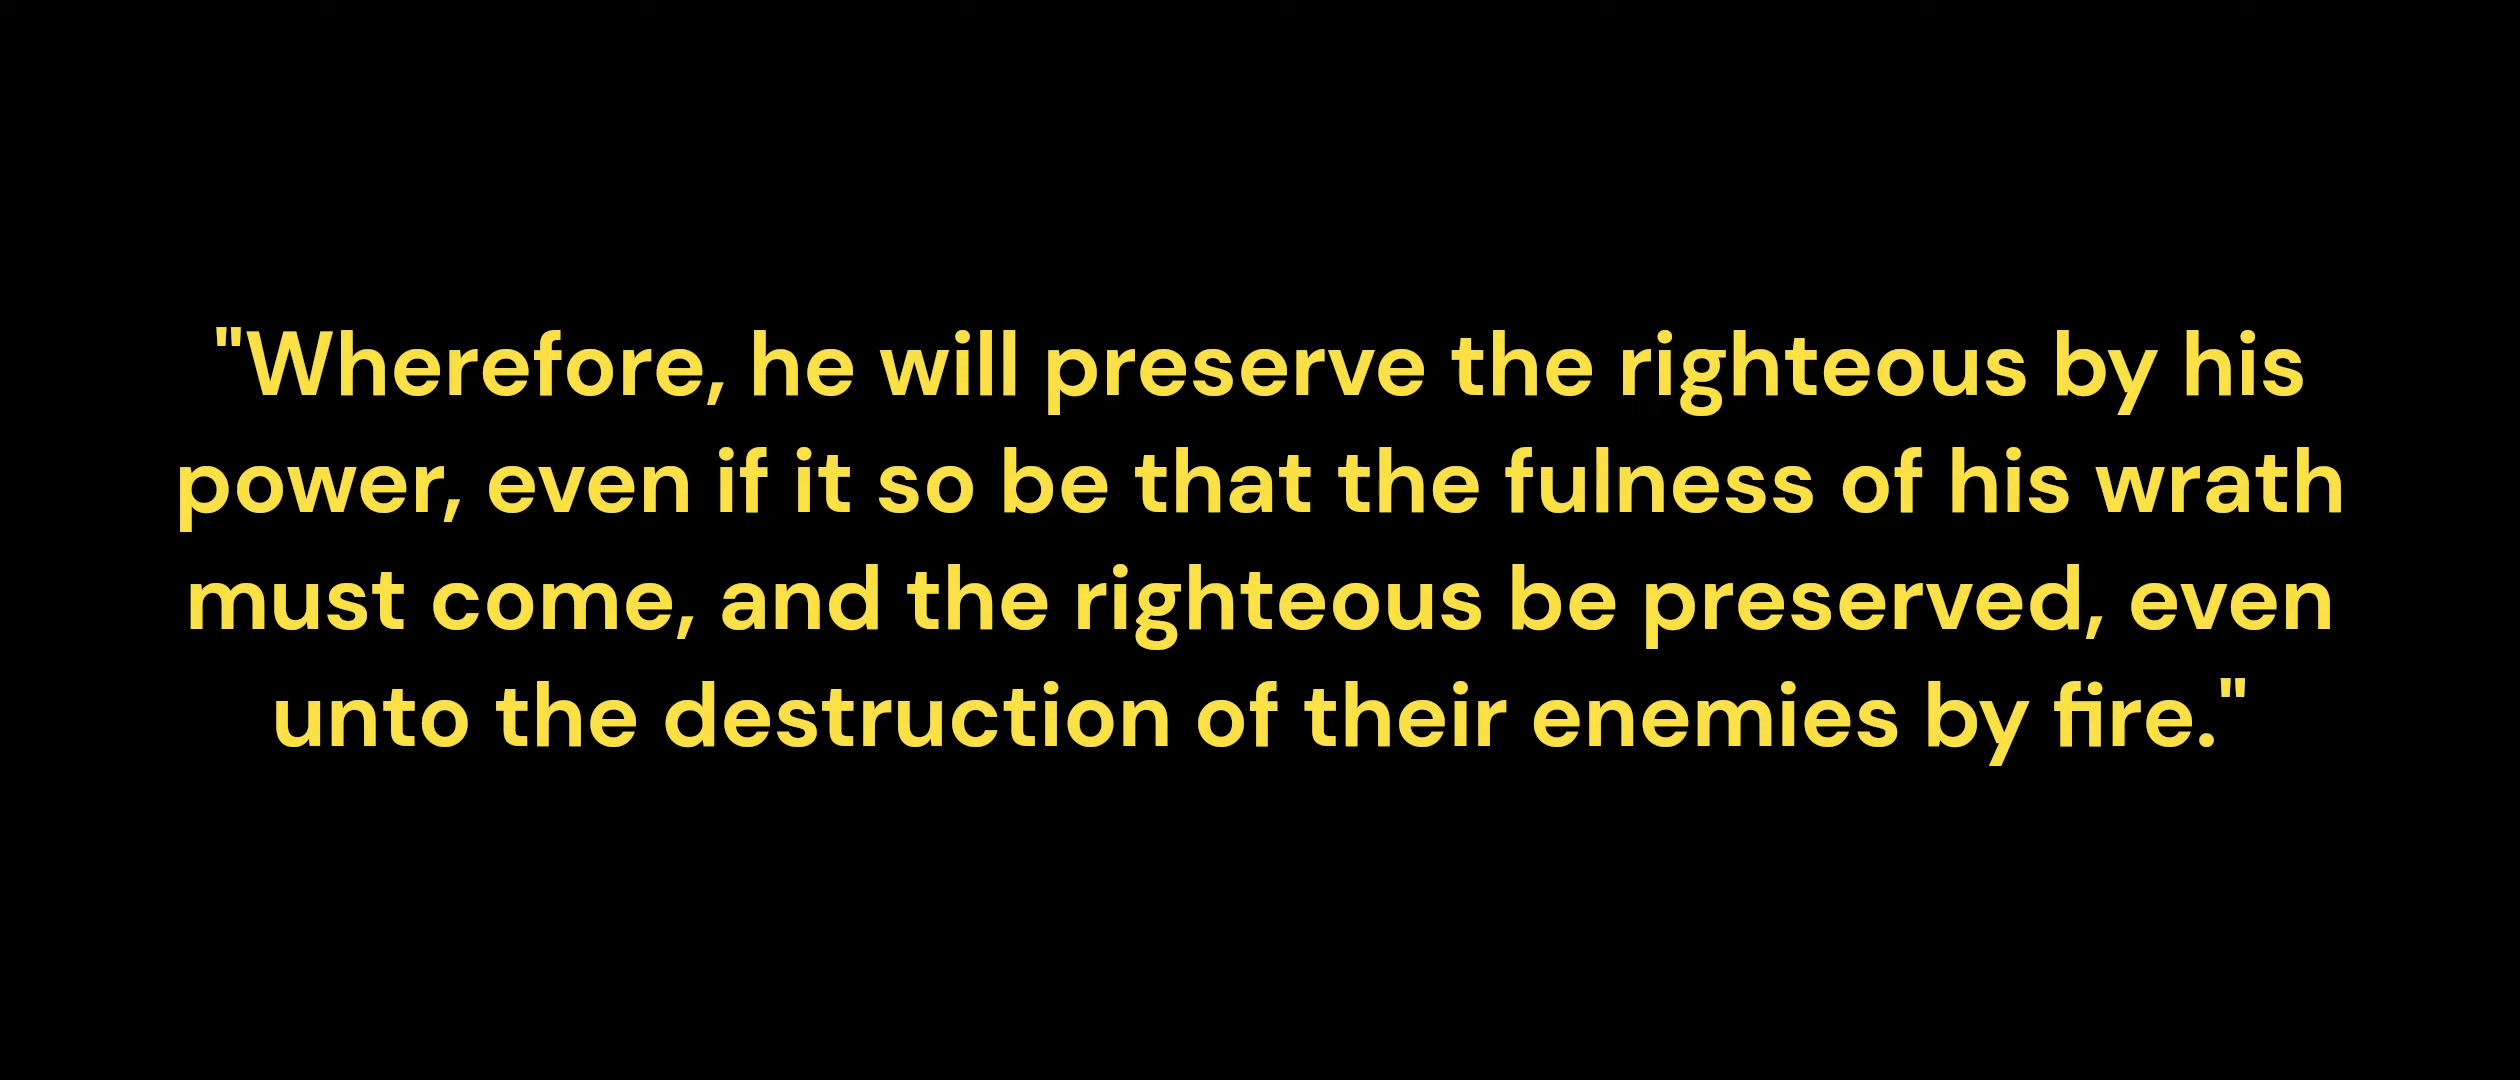 "Wherefore, he will preserve the righteous by his
power, even if it so be that the fulness of his wrath
must come, and the righteous be preserved, even
unto the destruction of their enemies by fire."